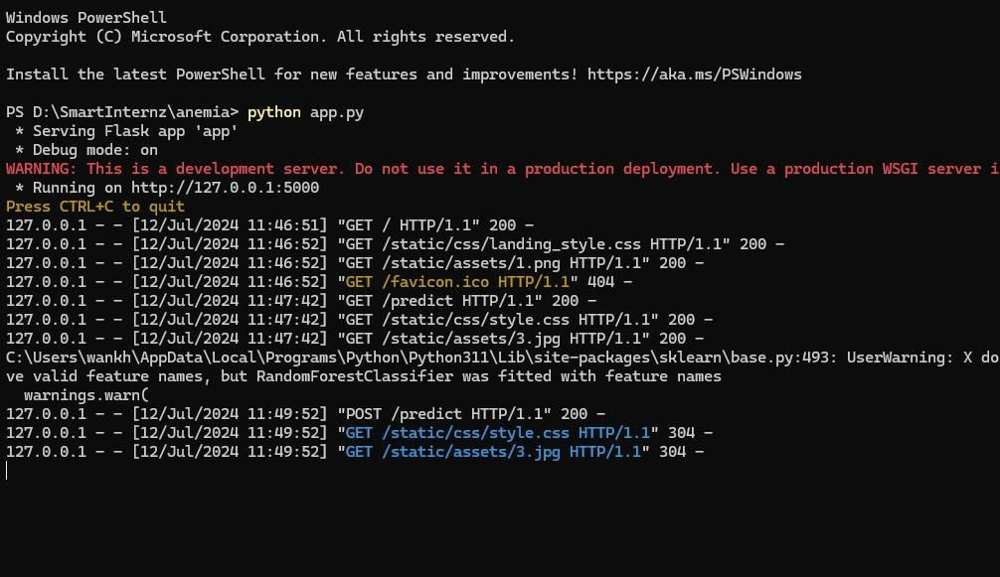 Windows PowerShell
Copyright (C) Microsoft Corporation. All rights reserved.
Install the latest PowerShell for new features and improvements! https://aka.ms/PSWindows
PS D:\SmartInternz\anemia> python app.py
 * Serving Flask app 'app'
 * Debug mode: on
WARNING: This is a development server. Do not use it in a production deployment. Use a production WSGI server i
 * Running on http://127.0.0.1:5000
Press CTRL+C to quit
127.0.0.1 - - [12/Jul/2024 11:46:51] "GET / HTTP/1.1" 200 -
127.0.0.1 - - [12/Jul/2024 11:46:52] "GET /static/css/landing_style.css HTTP/1.1" 200 -
127.0.0.1 - - [12/Jul/2024 11:46:52] "GET /static/assets/1.png HTTP/1.1" 200 -
127.0.0.1 - - [12/Jul/2024 11:46:52] "GET /favicon.ico HTTP/1.1" 404 -
127.0.0.1 - - [12/Jul/2024 11:47:42] "GET /predict HTTP/1.1" 200 -
127.0.0.1 - - [12/Jul/2024 11:47:42] "GET /static/css/style.css HTTP/1.1" 200 -
127.0.0.1 - - [12/Jul/2024 11:47:42] "GET /static/assets/3.jpg HTTP/1.1" 200 -
C:\Users\wankh\AppData\Local\Programs\Python\Python311\Lib\site-packages\sklearn\base.py:493: UserWarning: X do
ve valid feature names, but RandomForestClassifier was fitted with feature names
  warnings.warn(
127.0.0.1 - - [12/Jul/2024 11:49:52] "POST /predict HTTP/1.1" 200 -
127.0.0.1 - - [12/Jul/2024 11:49:52] "GET /static/css/style.css HTTP/1.1" 304 -
127.0.0.1 - - [12/Jul/2024 11:49:52] "GET /static/assets/3.jpg HTTP/1.1" 304 -